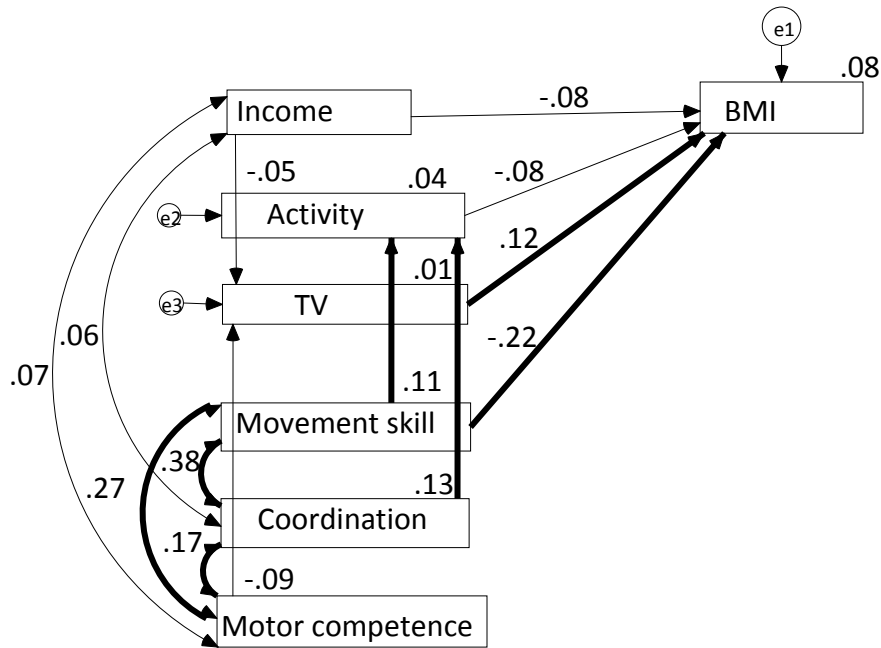 e1
.08
Income
-.08
BMI
-.05
.04
-.08
e2
Activity
.12
.01
e3
TV
.06
-.22
.07
.11
Movement skill
.38
.27
.13
Coordination
.17
-.09
Motor competence